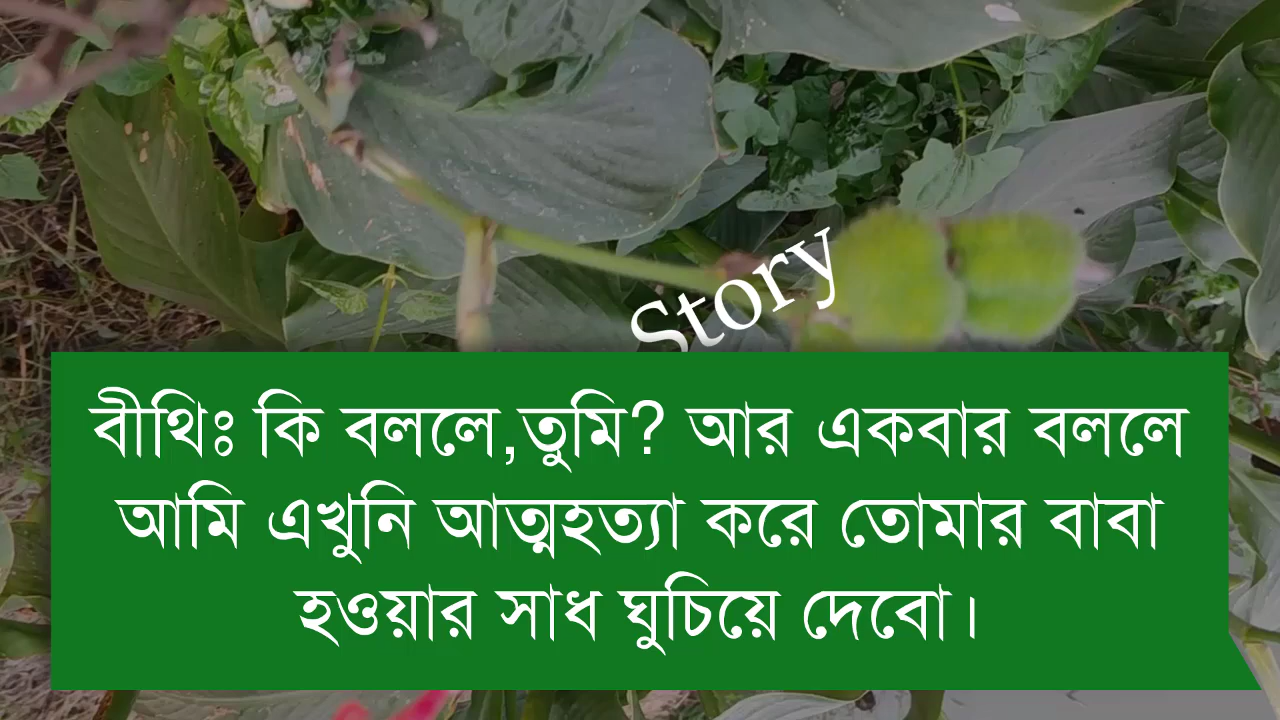 Story
বীথিঃ কি বললে,তুমি? আর একবার বললে
আমি এখুনি আত্মহত্যা করে তোমার বাবা
হওয়ার সাধ ঘুচিয়ে দেবো।